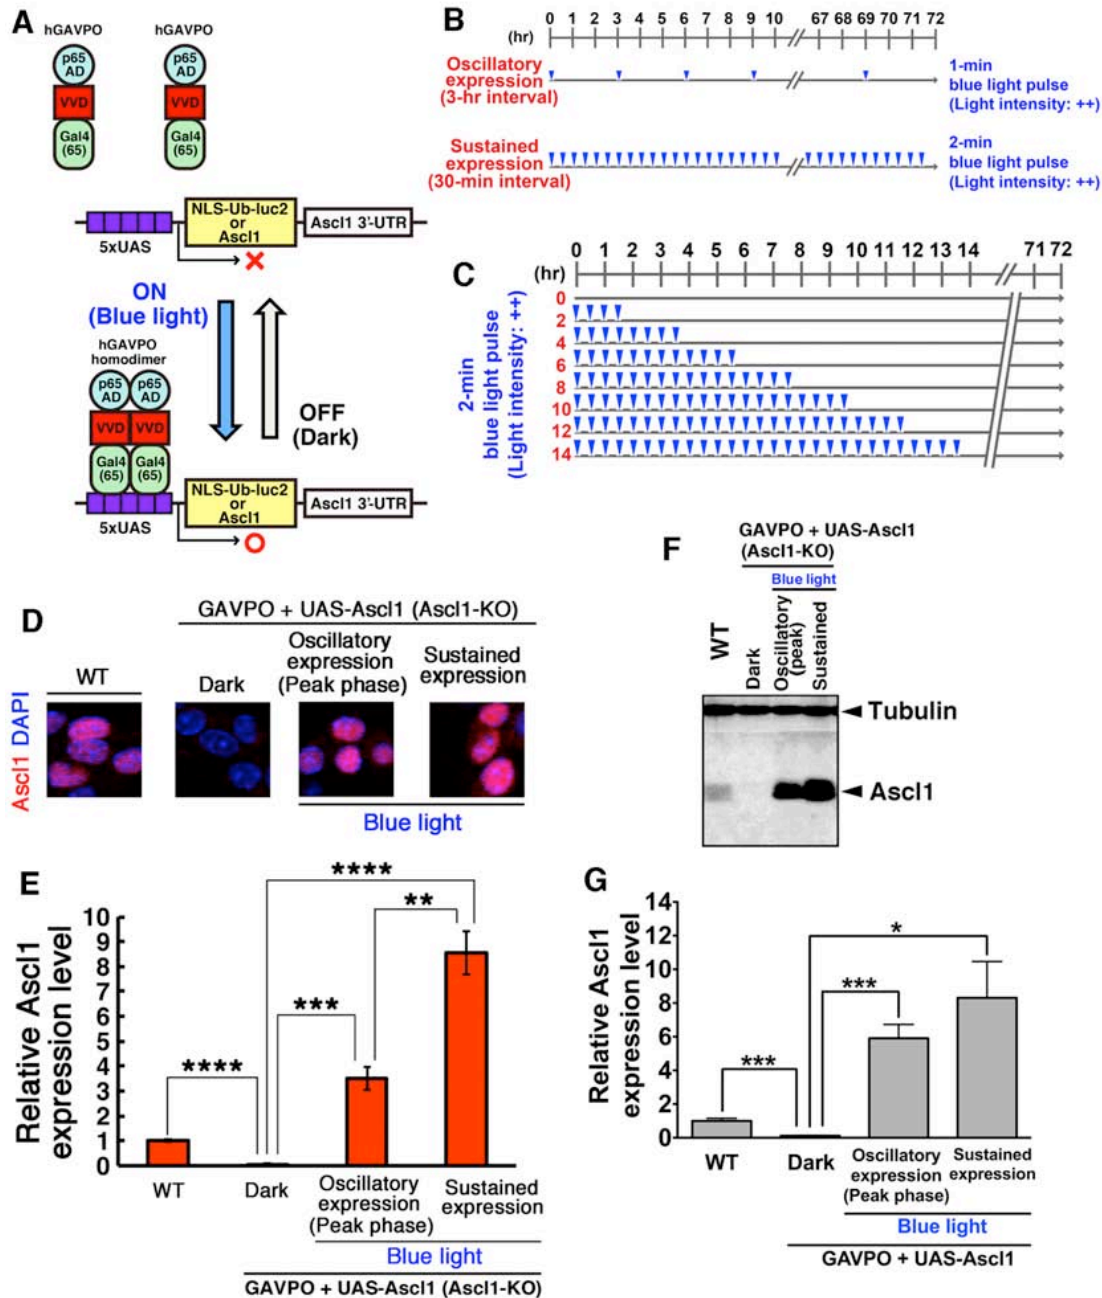 A
hGAVPO
hGAVPO
p65
AD
p65
AD
VVD
VVD
Gal4
(65)
Gal4
(65)
NLS-Ub-luc2
or
Ascl1
Ascl1 3'-UTR
5xUAS
ON
(Blue light)
hGAVPO
homodimer
p65
AD
p65
AD
VVD
VVD
Gal4
(65)
Gal4
(65)
OFF
(Dark)
NLS-Ub-luc2
or
Ascl1
Ascl1 3'-UTR
5xUAS
B
0 1 2 3 4 5 6 7 8 9 10 67 68 69 70 71 72
(hr)
Oscillatory
expression
(3-hr interval)
1-min
blue light pulse
(Light intensity: ++)
Sustained
expression
(30-min interval)
2-min
blue light pulse
(Light intensity: ++)
C
0 1 2 3 4 5 6 7 8 9 10 11 12 13 14 71 72
(hr)
2-min
blue light pulse
(Light intensity: ++)
0
2
4
6
8
10
12
14
D
GAVPO + UAS-Ascl1 (Ascl1-KO)
WT
Dark
Oscillatory
expression
(Peak phase)
Sustained
expression
Ascl1 DAPI
Blue light
E
Relative Ascl1
expression level
10
9
8
7
6
5
4
3
2
1
0
****
****
***
**
WT
Dark
Oscillatory
expression
(Peak phase)
Sustained
expression
Blue light
GAVPO + UAS-Ascl1 (Ascl1-KO)
F
GAVPO + UAS-Ascl1
(Ascl1-KO)
Blue light
WT
Dark
Oscillatory
(peak)
Sustained
Tubulin
Ascl1
G
Relative Ascl1
expression level
14
12
10
8
6
4
2
0
***
***
*
WT
Dark
Oscillatory
expression
(Peak phase)
Sustained
expression
Blue light
GAVPO + UAS-Ascl1